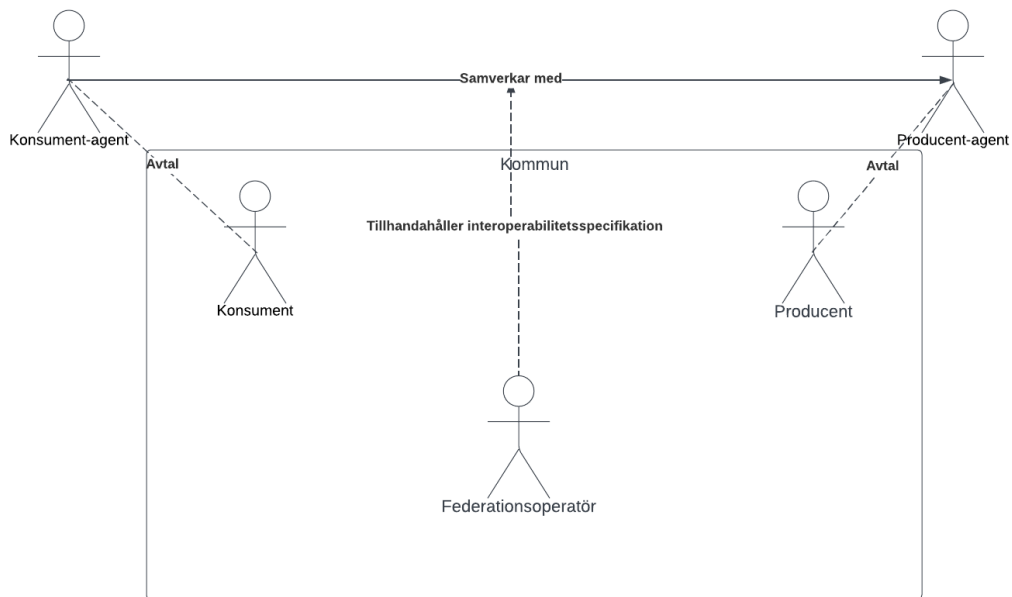 Samverkar med
Konsument-agent
Producent-agent
Avtal
Kommun
Avtal
Tillhandahåller interoperabilitetsspecifikation
Konsument
Producent
Federationsoperatör